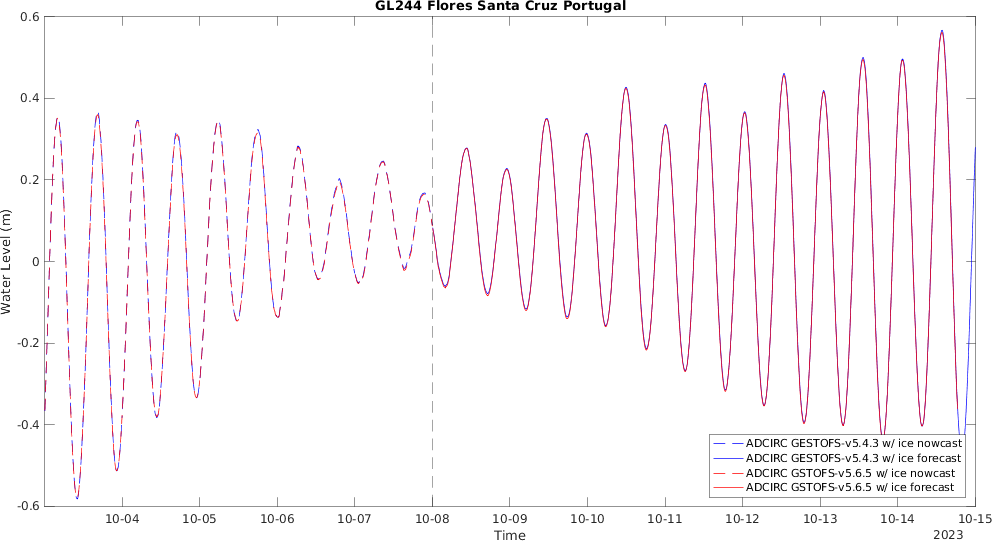 GL244 Flores Santa Cruz Portugal
0.6
0.4
0.2
0
-0.2
-0.4
-0.6
Water Level (m)
10-04 10-05 10-06 10-07 10-08 10-09 10-10 10-11 10-12 10-13 10-14 10-15
Time
2023
ADCIRC GESTOFS-v5.4.3 w/ ice nowcast
ADCIRC GESTOFS-v5.4.3 w/ ice forecast
ADCIRC GSTOFS-v5.6.5 w/ ice nowcast
ADCIRC GSTOFS-v5.6.5 w/ ice forecast